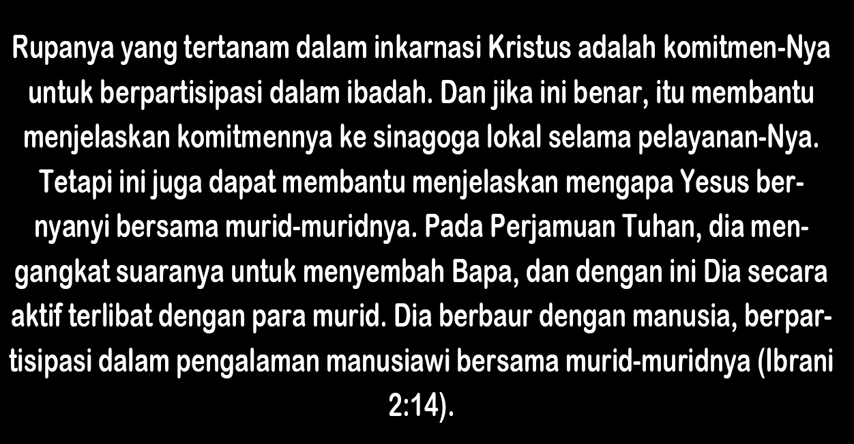 Rupanya yang tertanam dalam inkarnasi Kristus adalah komitmen-Nya
untuk berpartisipasi dalam ibadah. Dan jika ini benar, itu membantu
menjelaskan komitmennya ke sinagoga lokal selama pelayanan-Nya.
Tetapi ini juga dapat membantu menjelaskan mengapa Yesus ber-
nyanyi bersama murid-muridnya. Pada Perjamuan Tuhan, dia men-
gangkat suaranya untuk menyembah Bapa, dan dengan ini Dia secara
aktif terlibat dengan para murid. Dia berbaur dengan manusia, berpar-
tisipasi dalam pengalaman manusiawi bersama murid-muridnya (Ibrani
2:14).